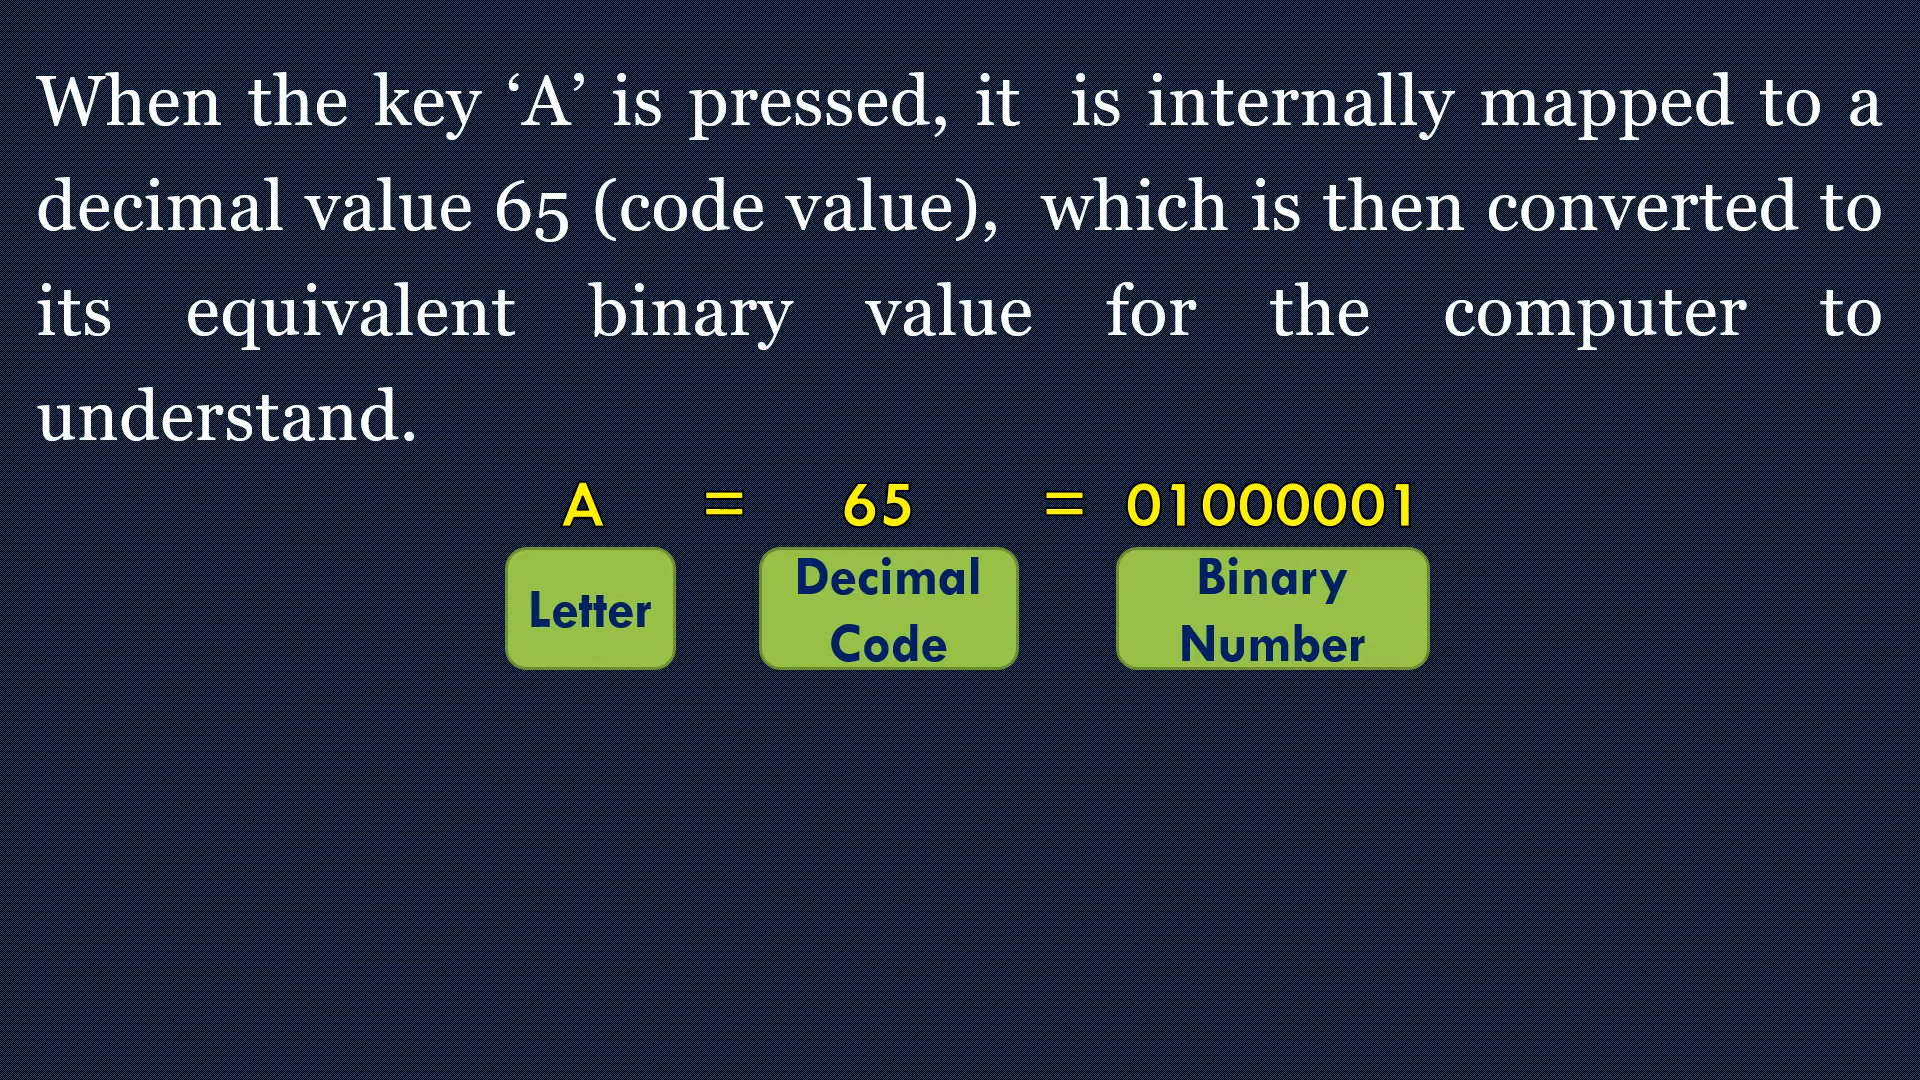 When the key ‘A’ is pressed, it is internally mapped to a
decimal value 65 (code value), which is then converted to
its equivalent binary value for the computer to
understand.
A = 65 = 01000001
Letter
Decimal
Code
Binary
Number